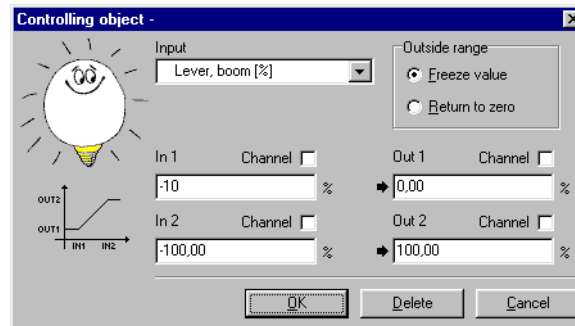 Controlling object -
Input
Lever, boom [%]
Outside range
Freeze value
Return to zero
In 1 Channel
Out 1 Channel
-10 %
0,00 %
In 2 Channel
Out 2 Channel
-100,00 %
100,00 %
OUT2
OUT1
IN1 IN2
OK Delete Cancel